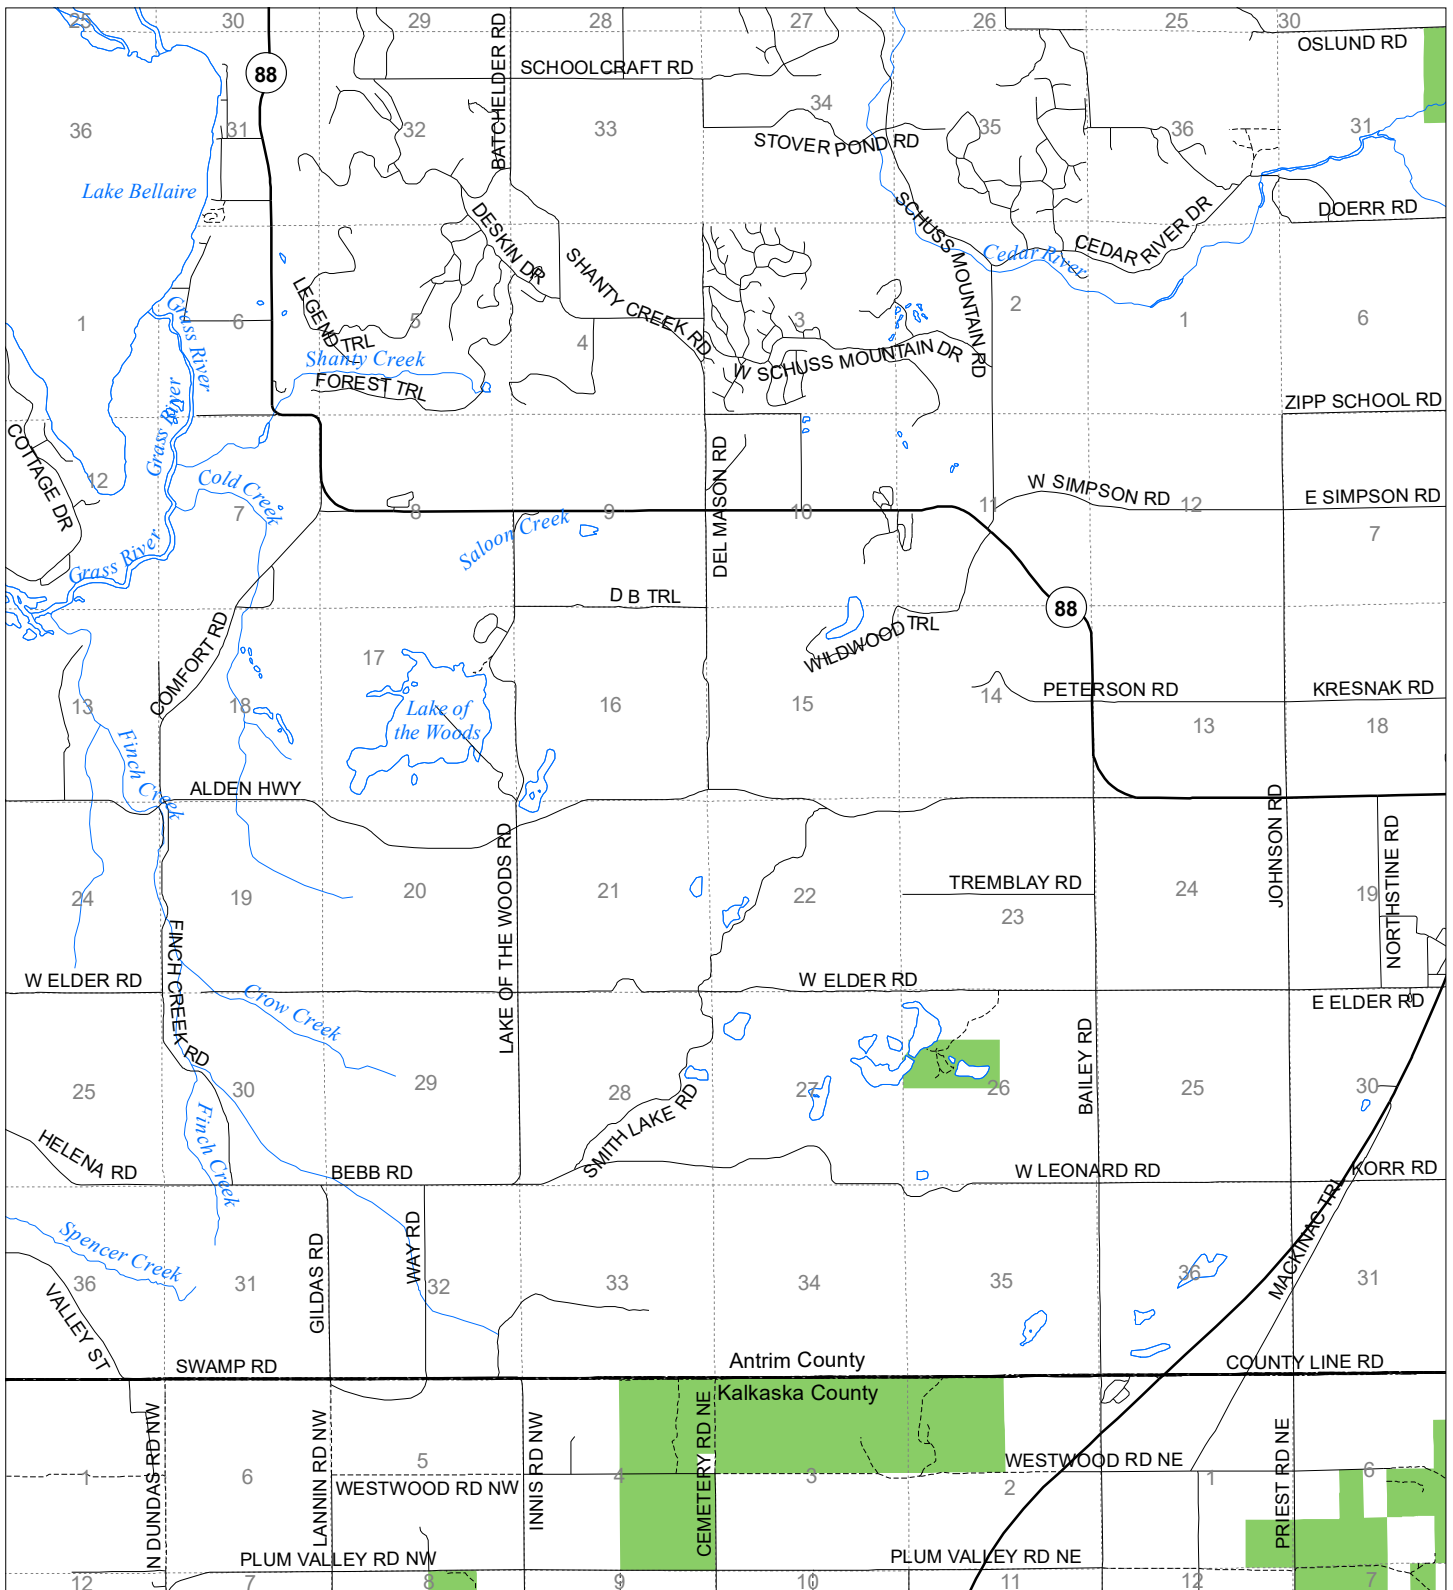 25
30
29
28
27
26
25
30
OSLUND RD
BATCHELDER RD
SCHOOLCRAFT RD
88
36
31
32
33
34
35
36
31
STOVER POND RD
Lake Bellaire
DESKIN DR
SCHUSS MOUNTAIN RD
CEDAR RIVER DR
DOERR RD
Cedar River
SHANTY CREEK RD
LEGEND TRL
Grass River
1
6
5
4
3
2
1
6
Shanty Creek
W SCHUSS MOUNTAIN DR
FOREST TRL
ZIPP SCHOOL RD
Grass River
COTTAGE DR
DEL MASON RD
12
Cold Creek
7
8
9
10
11
W SIMPSON RD
12
E SIMPSON RD
7
Saloon Creek
Grass River
D B TRL
88
COMFORT RD
WILDWOOD TRL
17
13
18
16
15
14
PETERSON RD
KRESNAK RD
13
18
Lake of
the Woods
Finch Creek
ALDEN HWY
JOHNSON RD
NORTHSTINE RD
LAKE OF THE WOODS RD
24
19
20
21
22
TREMBLAY RD
23
24
19
FINCH CREEK RD
W ELDER RD
W ELDER RD
E ELDER RD
Crow Creek
BAILEY RD
25
30
29
28
27
26
25
30
Finch Creek
SMITH LAKE RD
HELENA RD
BEBB RD
W LEONARD RD
KORR RD
MACKINAC TRL
Spencer Creek
GILDAS RD
WAY RD
36
31
32
33
34
35
36
31
VALLEY ST
SWAMP RD
Antrim County
COUNTY LINE RD
Kalkaska County
N DUNDAS RD NW
LANNIN RD NW
INNIS RD NW
CEMETERY RD NE
PRIEST RD NE
1
6
5
4
3
WESTWOOD RD NE
2
1
6
WESTWOOD RD NW
PLUM VALLEY RD NW
PLUM VALLEY RD NE
12
7
8
9
10
11
12
7